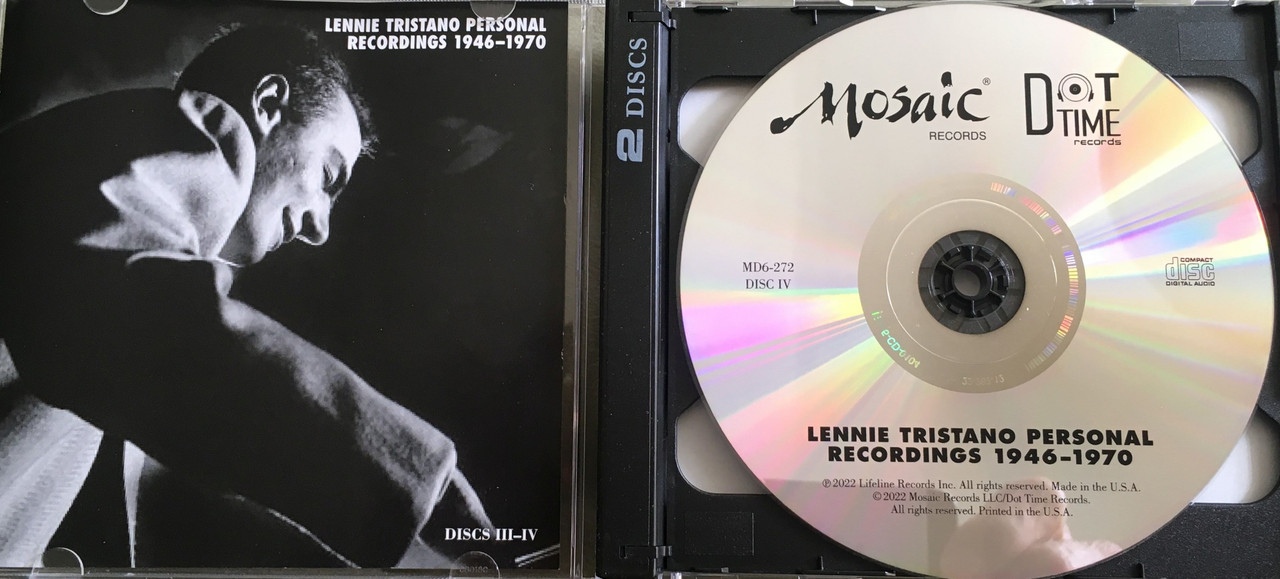 LENNIE TRISTANO PERSONAL
RECORDINGS 1946–1970
DISCS III–IV
2 DISCS
Mosaic®
RECORDS
DOT
TIME
records
MD6-272
DISC IV
COMPACT
disc
DIGITAL AUDIO
LENNIE TRISTANO PERSONAL
RECORDINGS 1946–1970
℗ 2022 Lifeline Records Inc. All rights reserved. Made in the U.S.A.
© 2022 Mosaic Records LLC/Dot Time Records.
All rights reserved. Printed in the U.S.A.